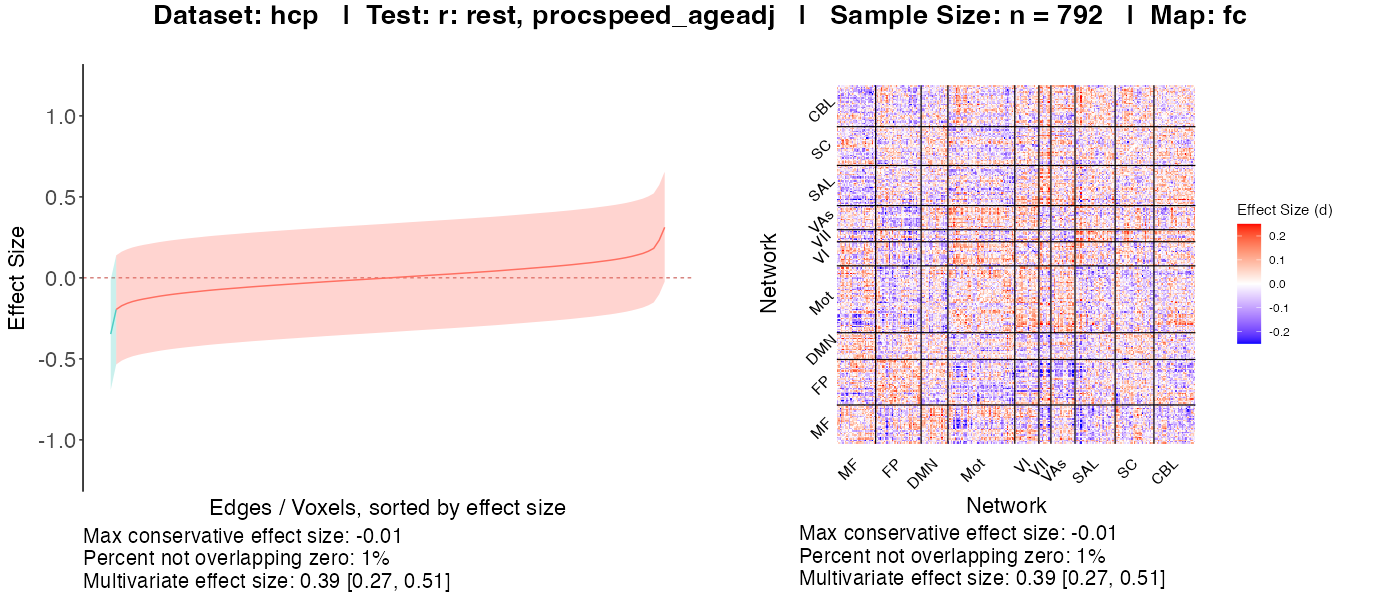 Dataset: hcp | Test: r: rest, procspeed_ageadj | Sample Size: n = 792 | Map: fc
Effect Size
1.0
0.5
0.0
-0.5
-1.0
Edges / Voxels, sorted by effect size
Max conservative effect size: -0.01
Percent not overlapping zero: 1%
Multivariate effect size: 0.39 [0.27, 0.51]
Network
CBL
SC
SAL
VAs
VII
VI
Mot
DMN
FP
MF
MF
FP
DMN
Mot
VI
VII
VAs
SAL
SC
CBL
Network
Effect Size (d)
0.2
0.1
0.0
-0.1
-0.2
Max conservative effect size: -0.01
Percent not overlapping zero: 1%
Multivariate effect size: 0.39 [0.27, 0.51]